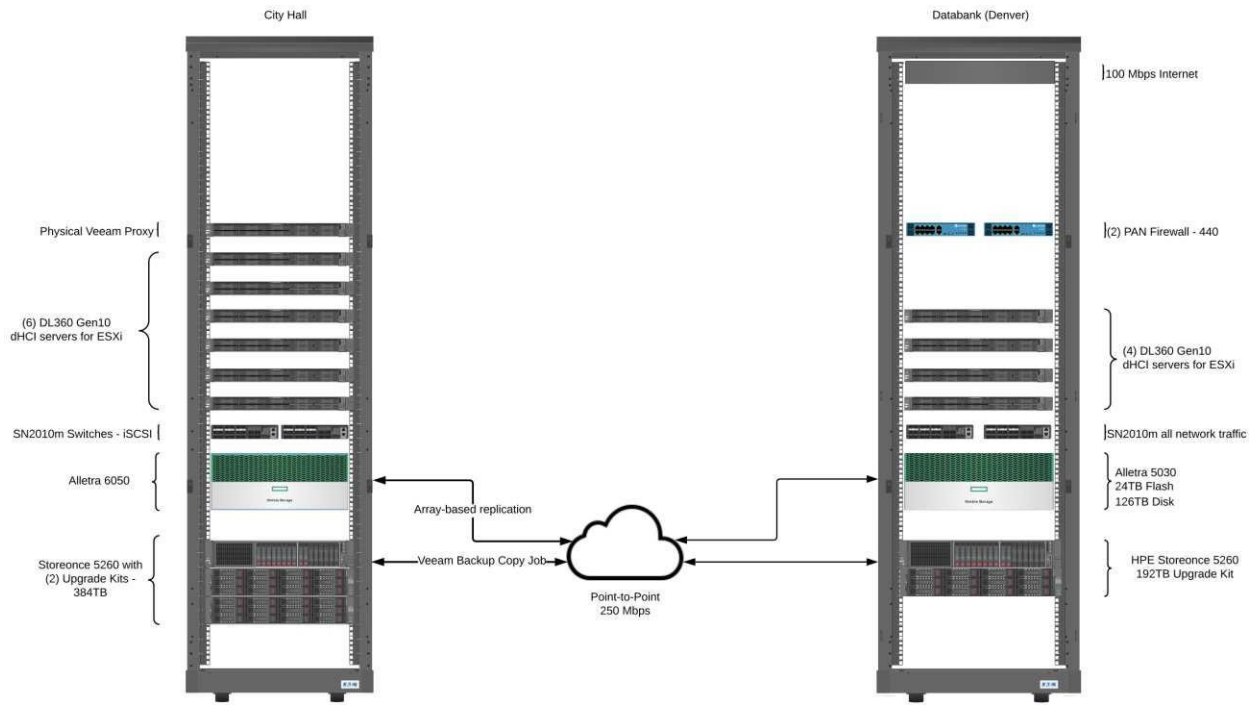 City Hall
Databank (Denver)
100 Mbps Internet
Physical Veeam Proxy
(2) PAN Firewall - 440
(6) DL360 Gen10
dHCI servers for ESXi
(4) DL360 Gen10
dHCI servers for ESXi
SN2010m Switches - iSCSI
SN2010m all network traffic
Alletra 6050
Alletra 5030
24TB Flash
126TB Disk
Array-based replication
Veeam Backup Copy Job
Point-to-Point
250 Mbps
Storeonce 5260 with
(2) Upgrade Kits -
384TB
HPE Storeonce 5260
192TB Upgrade Kit
EATON
EATON